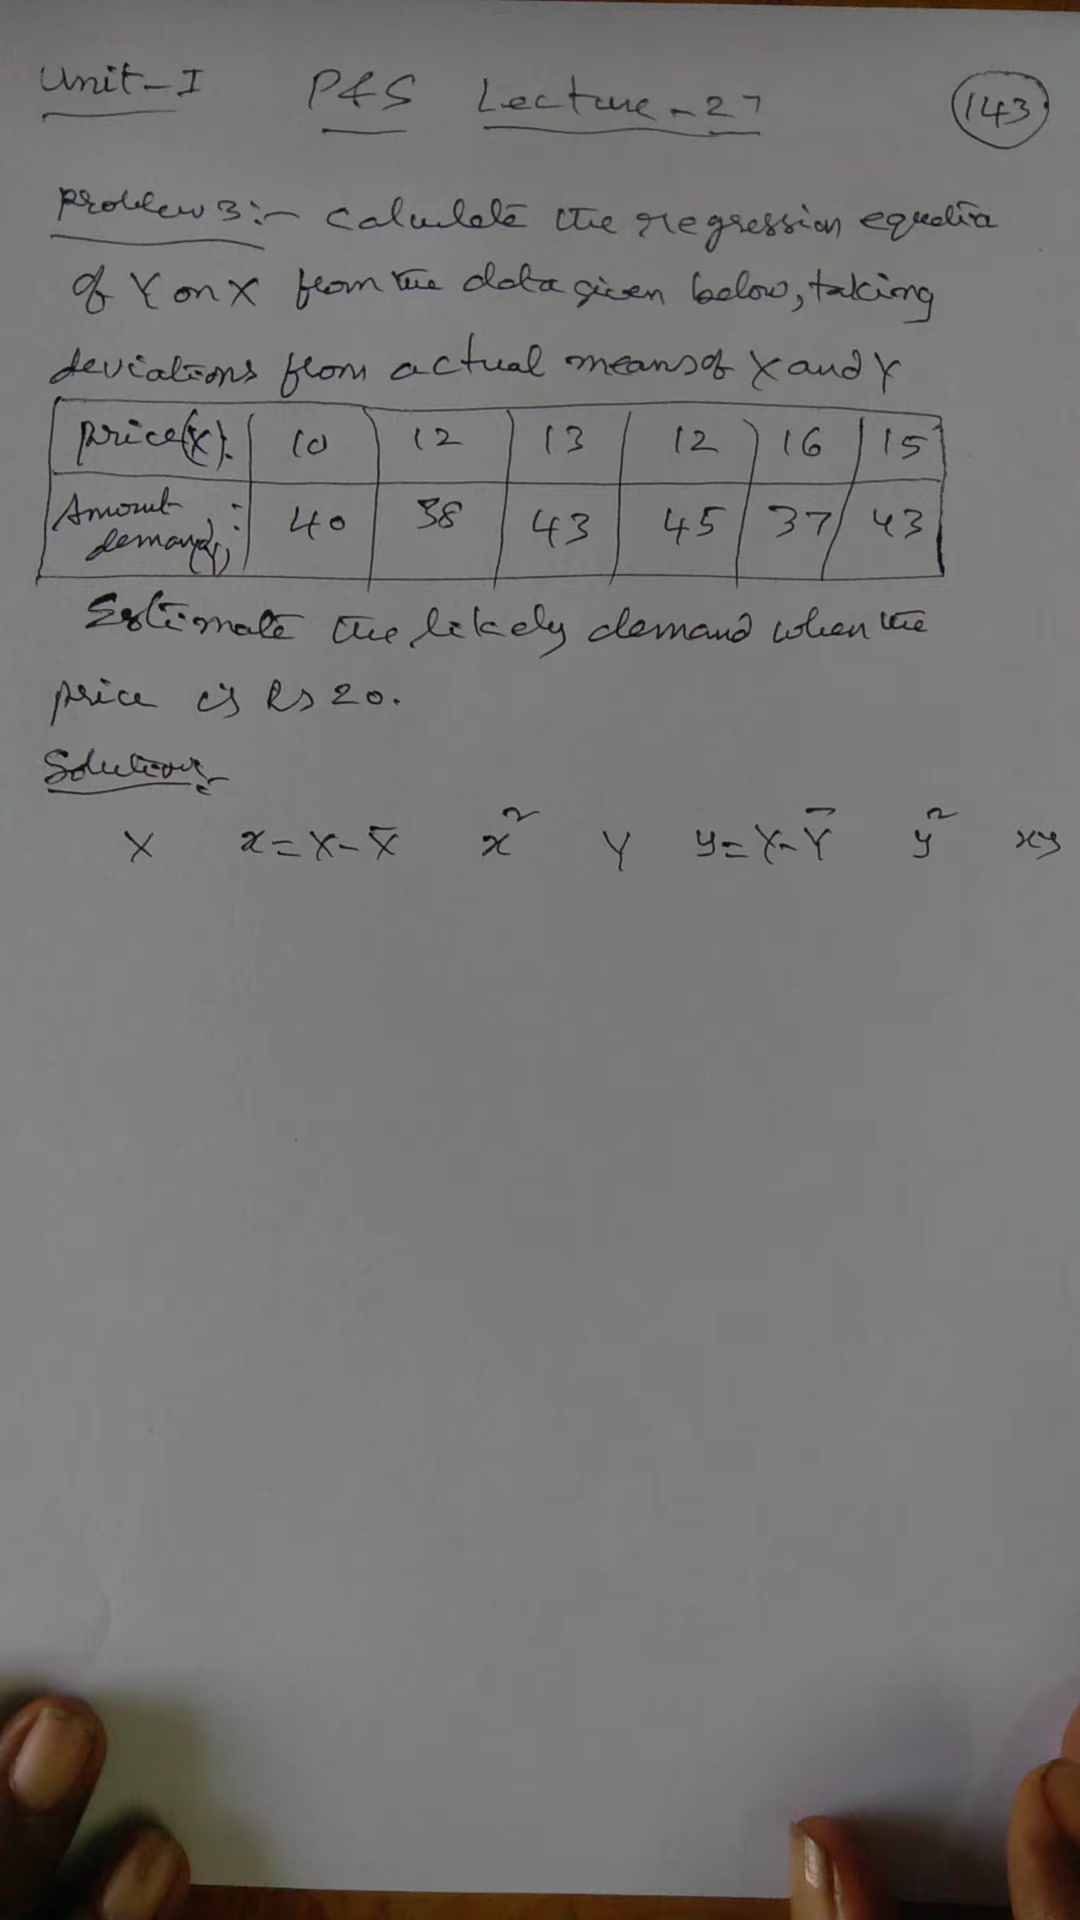 Unit-I P&S Lecture-27 143
Problem 3:- Calculate the regression equation
of Y on X from the data given below, taking
deviations from actual means of X and Y
Price(X): 10 12 13 12 16 15
Amount demand(Y): 40 38 43 45 37 43
Estimate the likely demand when the
price is Rs 20.
Solution:-
X x=X-X̄ x² Y y=Y-Ȳ y² xy